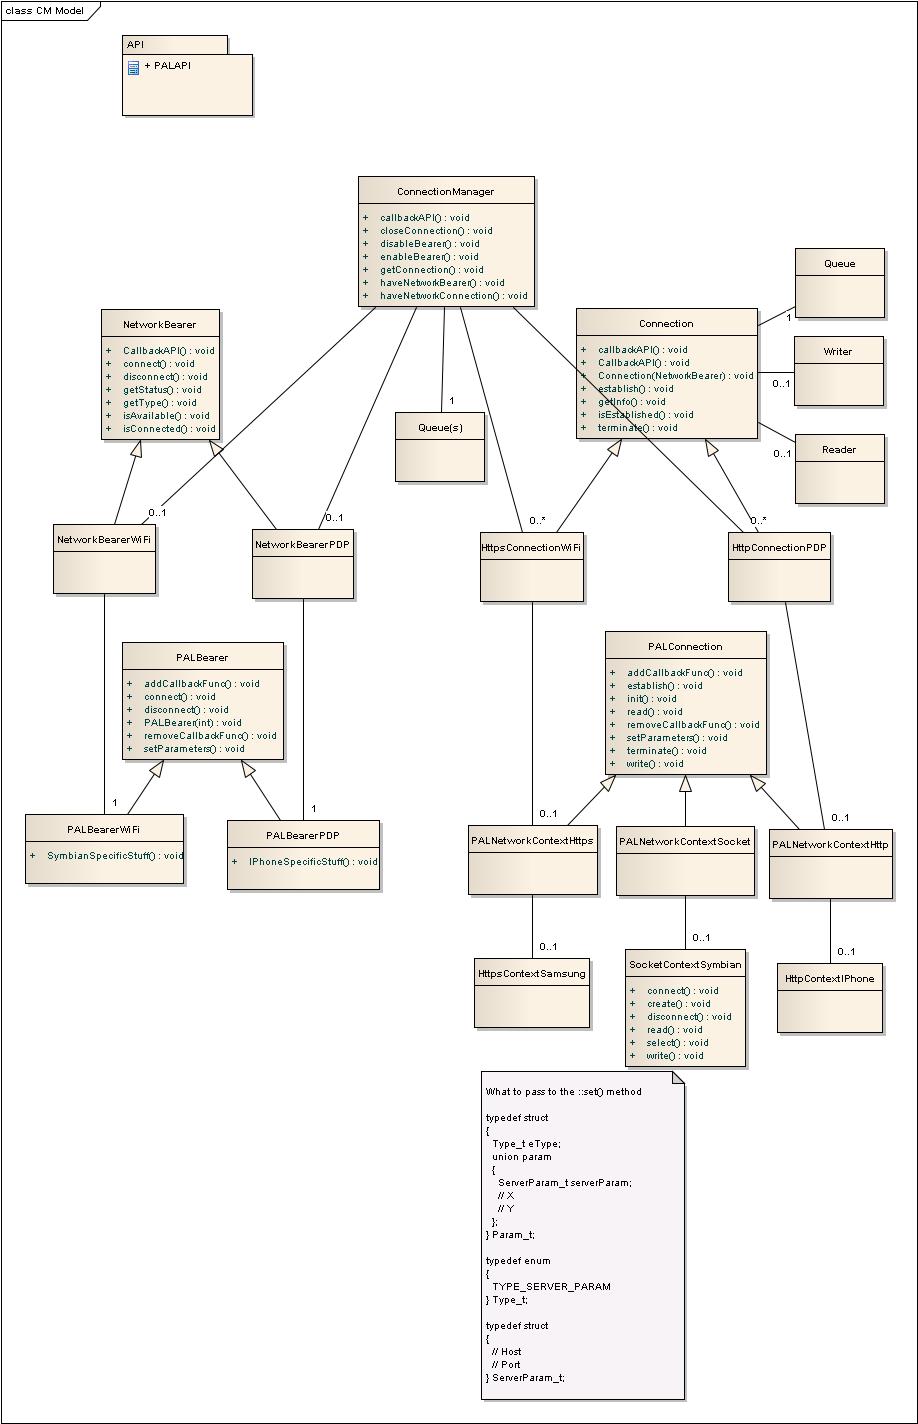 class CM Model
API
+ PALAPI
ConnectionManager
+ callbackAPI() : void
+ closeConnection() : void
+ disableBearer() : void
+ enableBearer() : void
+ getConnection() : void
+ haveNetworkBearer() : void
+ haveNetworkConnection() : void
Queue
1
NetworkBearer
+ CallbackAPI() : void
+ connect() : void
+ disconnect() : void
+ getStatus() : void
+ getType() : void
+ isAvailable() : void
+ isConnected() : void
Connection
+ callbackAPI() : void
+ CallbackAPI() : void
+ Connection(NetworkBearer) : void
+ establish() : void
+ getInfo() : void
+ isEstablished() : void
+ terminate() : void
Writer
0..1
Reader
0..1
1
Queue(s)
0..1
0..1
0..*
0..*
NetworkBearerWiFi
NetworkBearerPDP
HttpsConnectionWiFi
HttpConnectionPDP
PALBearer
+ addCallbackFunc() : void
+ connect() : void
+ disconnect() : void
+ PALBearer(int) : void
+ removeCallbackFunc() : void
+ setParameters() : void
PALConnection
+ addCallbackFunc() : void
+ establish() : void
+ init() : void
+ read() : void
+ removeCallbackFunc() : void
+ setParameters() : void
+ terminate() : void
+ write() : void
1
1
0..1
0..1
PALBearerWiFi
+ SymbianSpecificStuff() : void
PALBearerPDP
+ IPhoneSpecificStuff() : void
PALNetworkContextHttps
PALNetworkContextSocket
PALNetworkContextHttp
0..1
0..1
0..1
HttpsContextSamsung
SocketContextSymbian
+ connect() : void
+ create() : void
+ disconnect() : void
+ read() : void
+ select() : void
+ write() : void
HttpContextIPhone
What to pass to the ::set() method
typedef struct
{
Type_t eType;
union param
{
ServerParam_t serverParam;
// X
// Y
};
} Param_t;
typedef enum
{
TYPE_SERVER_PARAM
} Type_t;
typedef struct
{
// Host
// Port
} ServerParam_t;